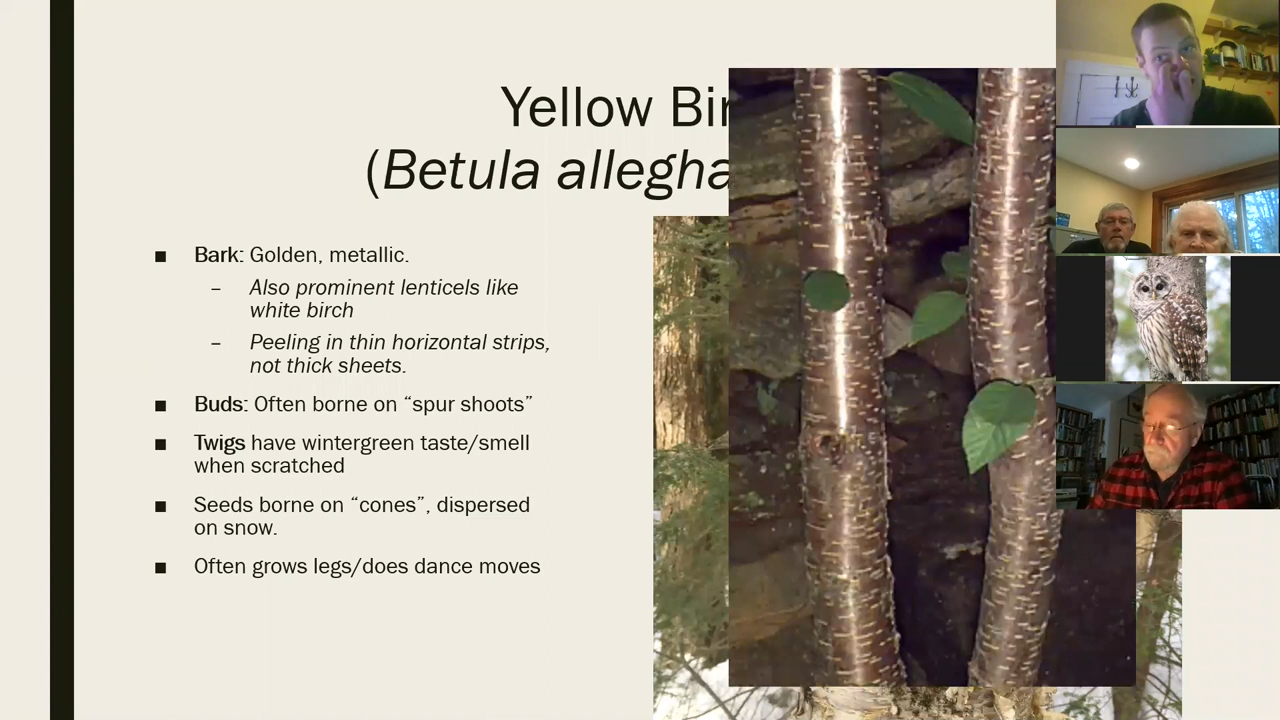 Yellow Bir
(Betula allegha
■ Bark: Golden, metallic.
– Also prominent lenticels like
white birch
– Peeling in thin horizontal strips,
not thick sheets.
■ Buds: Often borne on “spur shoots”
■ Twigs have wintergreen taste/smell
when scratched
■ Seeds borne on “cones”, dispersed
on snow.
■ Often grows legs/does dance moves